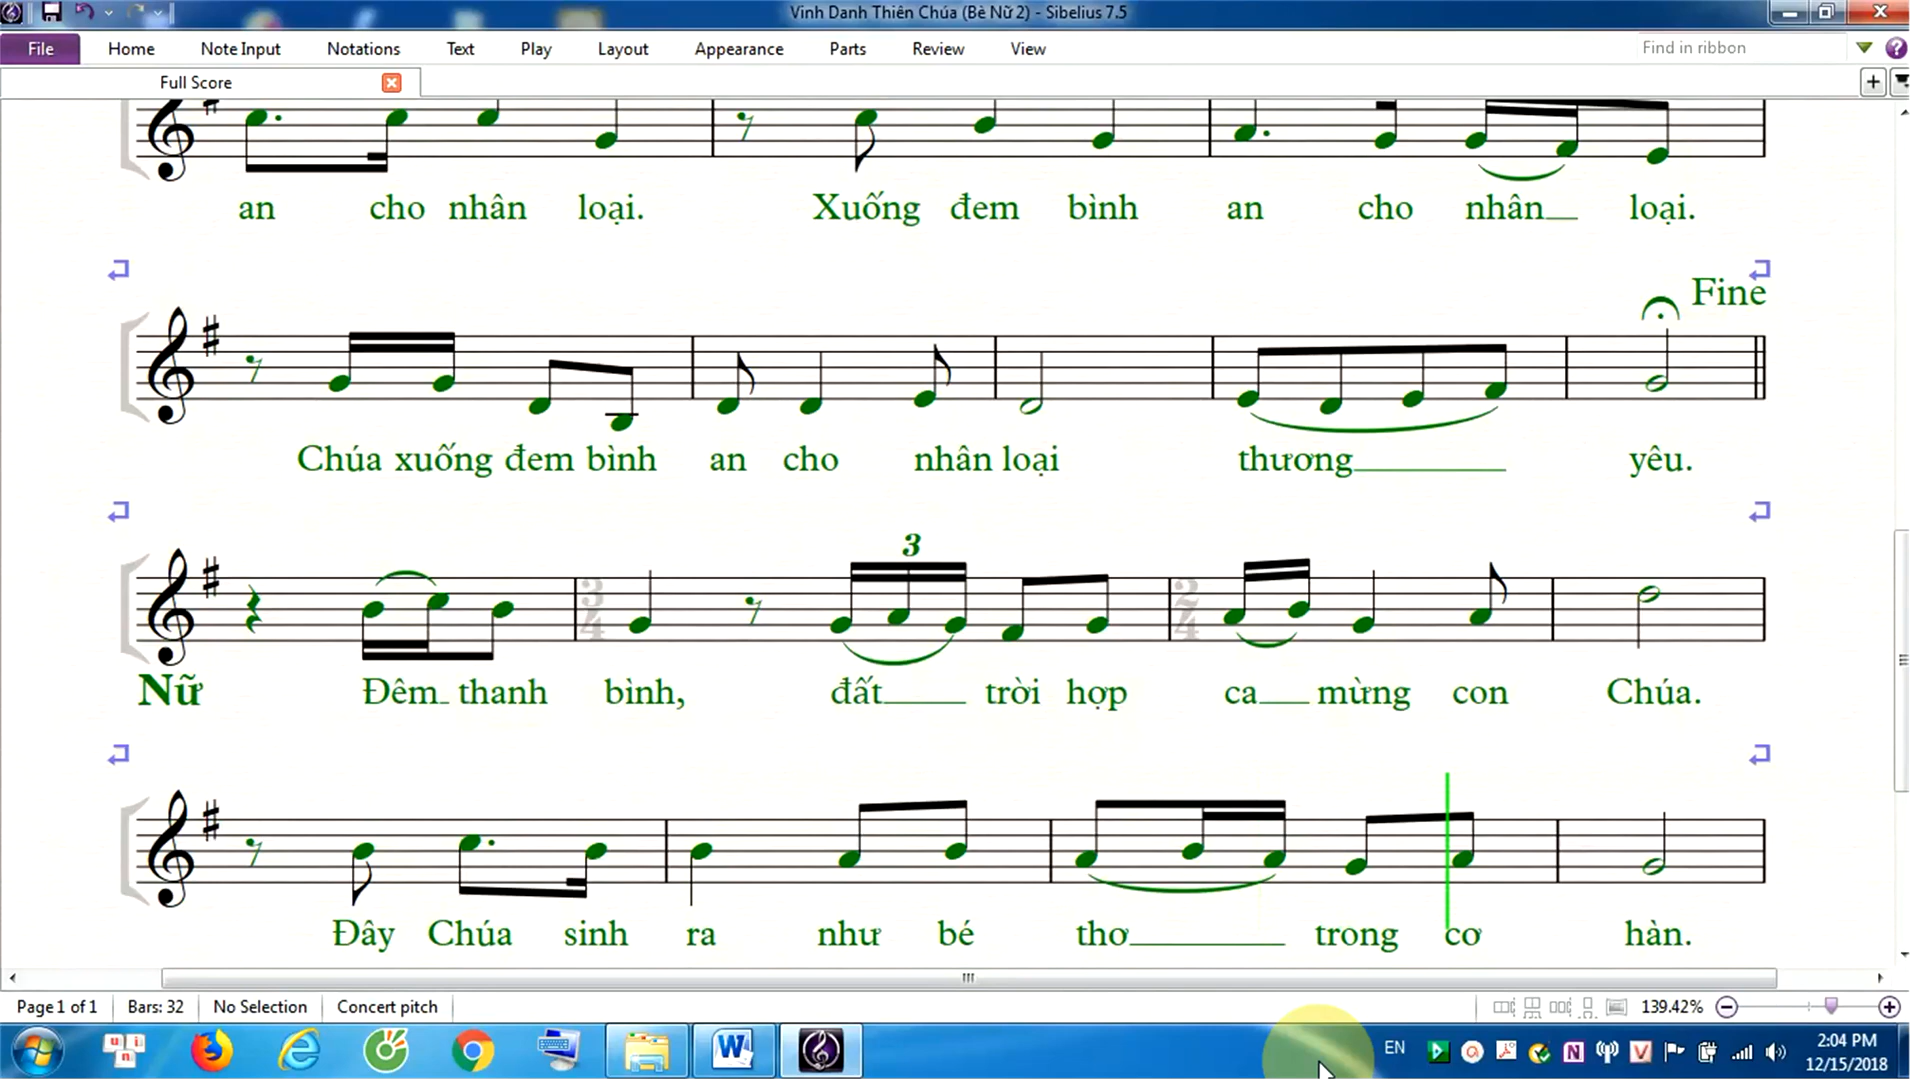 Vinh Danh Thiên Chúa (Bè Nữ 2) - Sibelius 7.5
File Home Note Input Notations Text Play Layout Appearance Parts Review View Find in ribbon
Full Score
an cho nhân loại. Xuống đem bình an cho nhân loại.
Fine
Chúa xuống đem bình an cho nhân loại thương yêu.
3
3 4 2 4
Nữ Đêm thanh bình, đất trời hợp ca mừng con Chúa.
Đây Chúa sinh ra như bé thơ trong cơ hàn.
Page 1 of 1 Bars: 32 No Selection Concert pitch 139.42%
EN 2:04 PM
12/15/2018